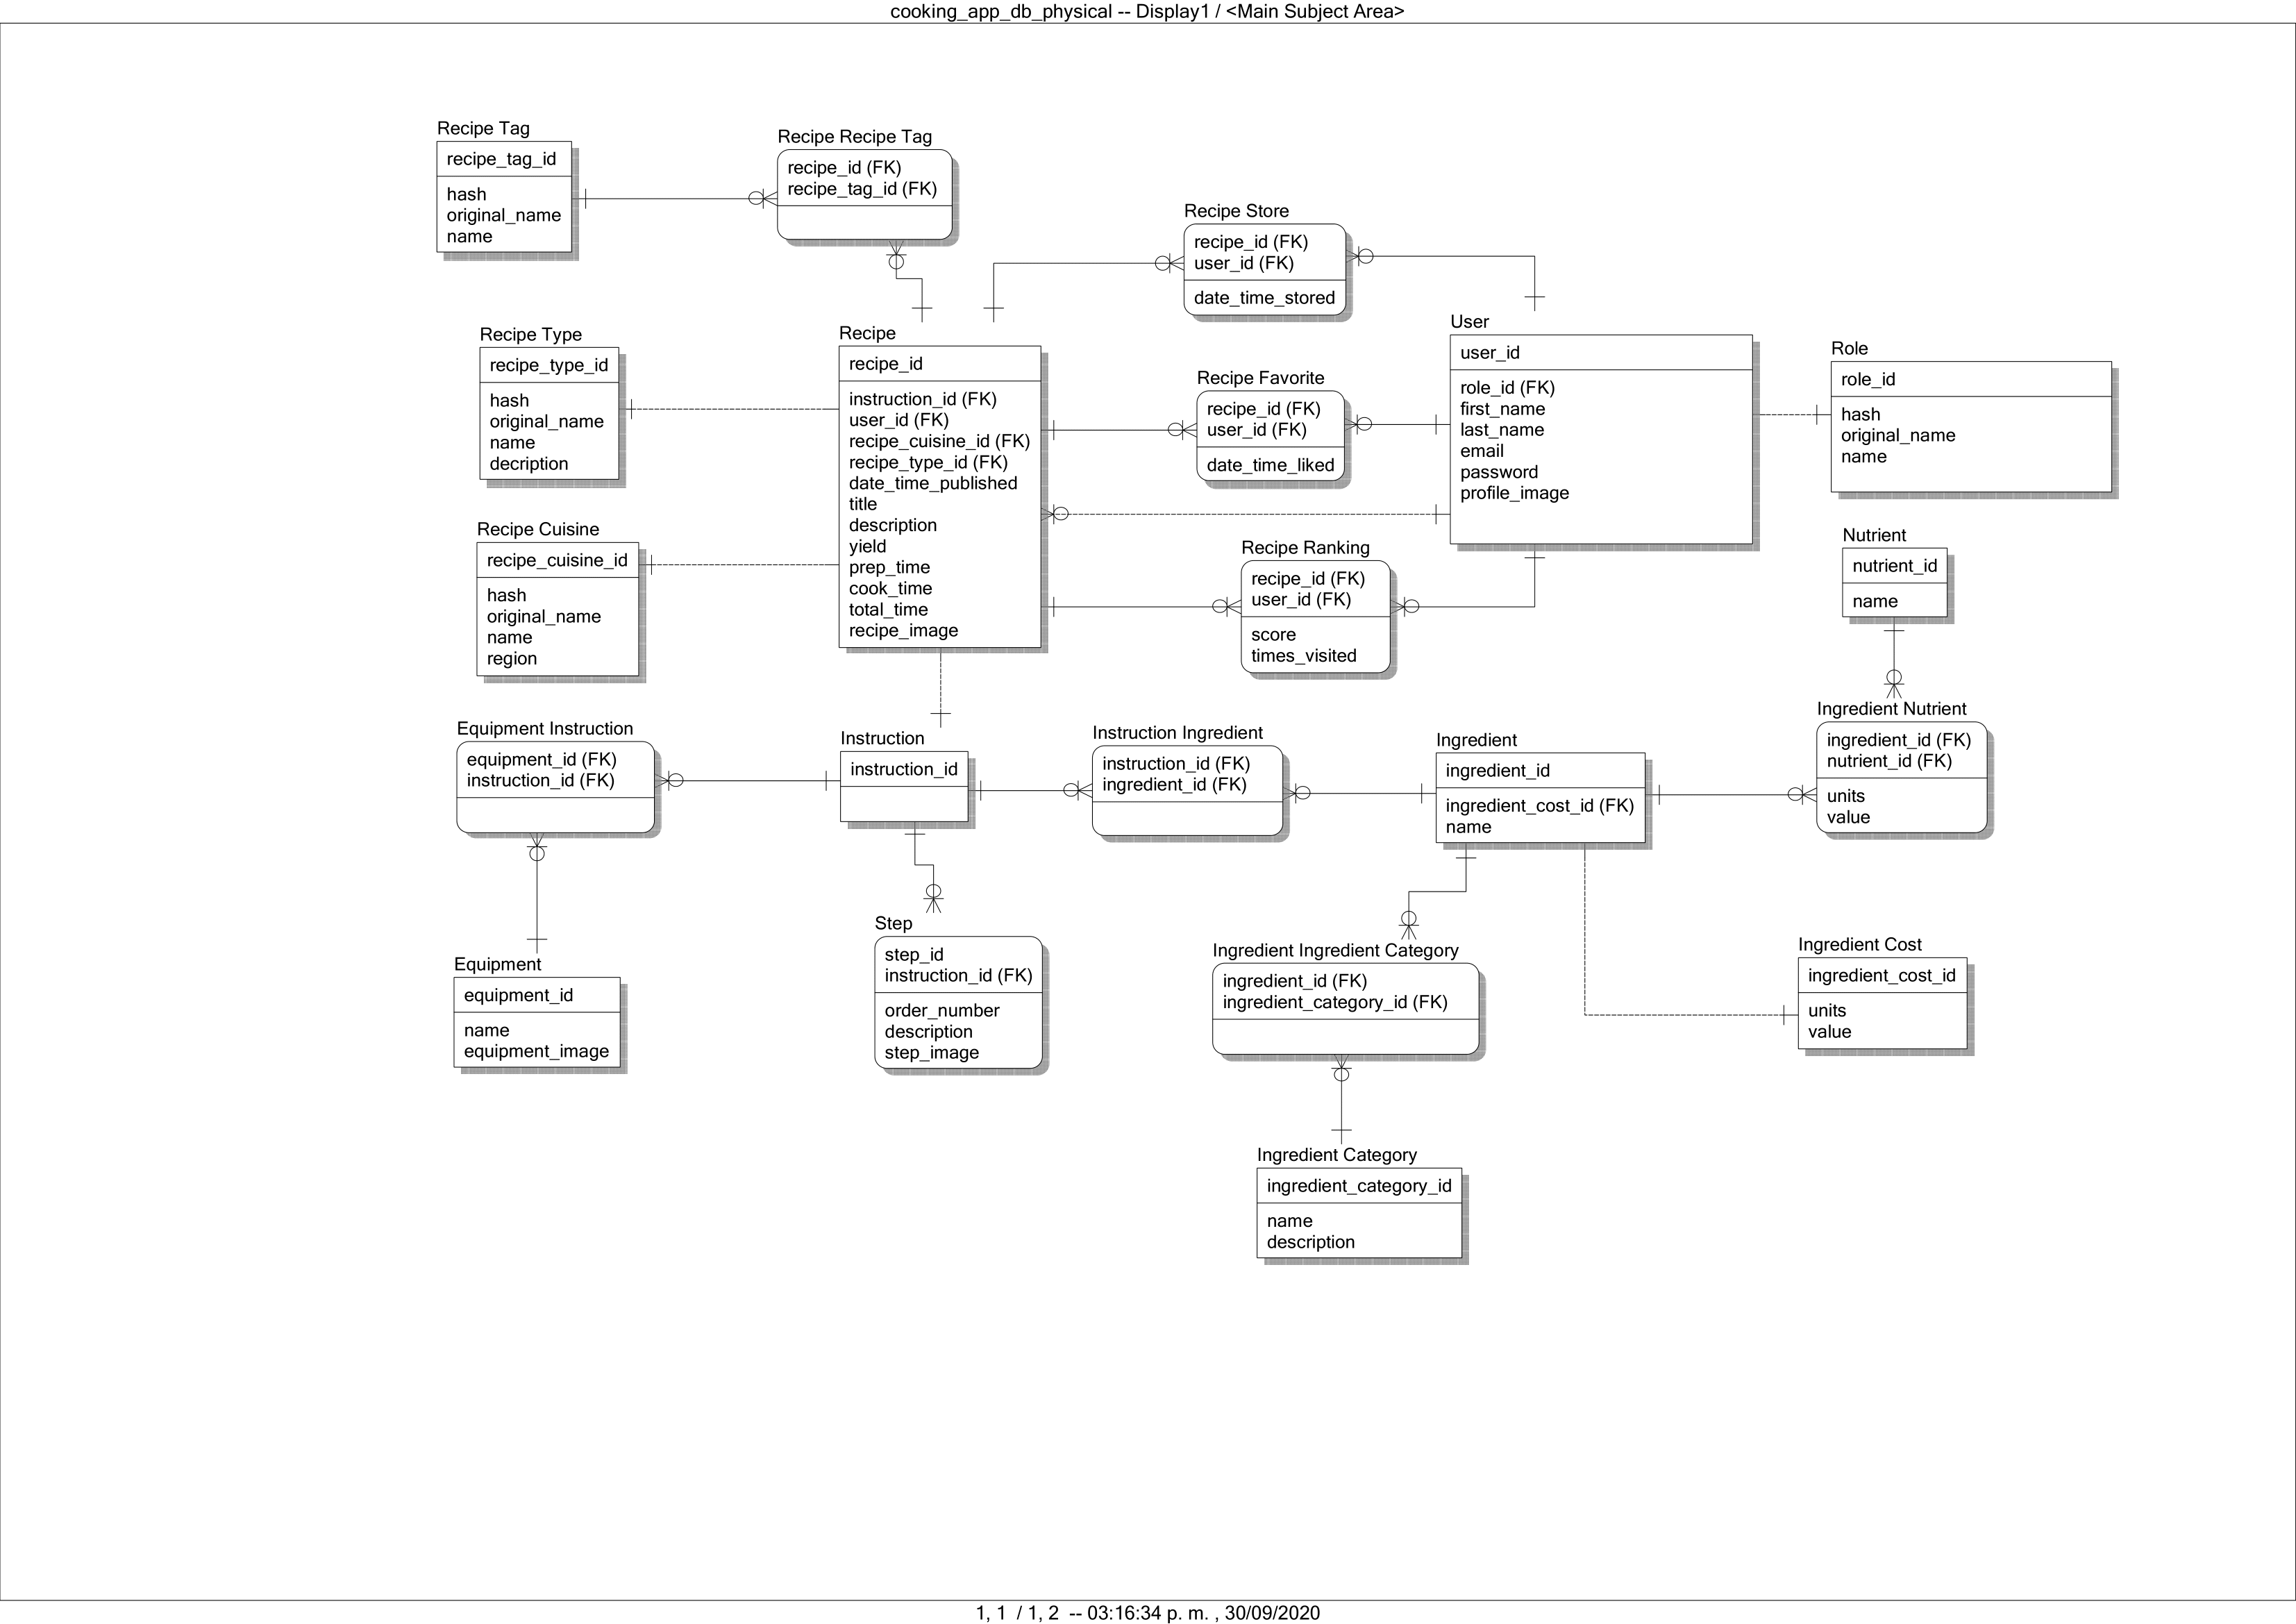 cooking_app_db_physical -- Display1 / <Main Subject Area>
Recipe Tag
recipe_tag_id
hash
original_name
name
Recipe Recipe Tag
recipe_id (FK)
recipe_tag_id (FK)
Recipe Store
recipe_id (FK)
user_id (FK)
date_time_stored
Recipe Type
recipe_type_id
hash
original_name
name
decription
Recipe
recipe_id
instruction_id (FK)
user_id (FK)
recipe_cuisine_id (FK)
recipe_type_id (FK)
date_time_published
title
description
yield
prep_time
cook_time
total_time
recipe_image
Recipe Favorite
recipe_id (FK)
user_id (FK)
date_time_liked
User
user_id
role_id (FK)
first_name
last_name
email
password
profile_image
Role
role_id
hash
original_name
name
Recipe Cuisine
recipe_cuisine_id
hash
original_name
name
region
Recipe Ranking
recipe_id (FK)
user_id (FK)
score
times_visited
Nutrient
nutrient_id
name
Equipment Instruction
equipment_id (FK)
instruction_id (FK)
Instruction
instruction_id
Instruction Ingredient
instruction_id (FK)
ingredient_id (FK)
Ingredient
ingredient_id
ingredient_cost_id (FK)
name
Ingredient Nutrient
ingredient_id (FK)
nutrient_id (FK)
units
value
Equipment
equipment_id
name
equipment_image
Step
step_id
instruction_id (FK)
order_number
description
step_image
Ingredient Ingredient Category
ingredient_id (FK)
ingredient_category_id (FK)
Ingredient Cost
ingredient_cost_id
units
value
Ingredient Category
ingredient_category_id
name
description
1, 1 / 1, 2 -- 03:16:34 p. m. , 30/09/2020